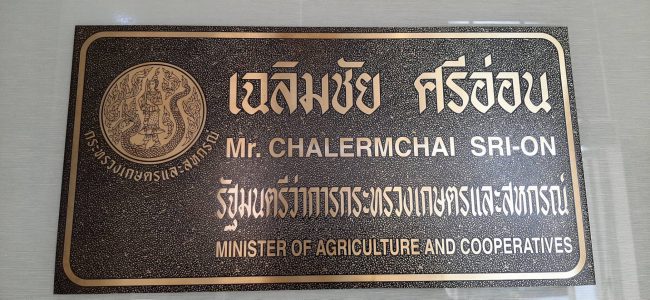 กระทรวงเกษตรและสหกรณ์
เฉลิมชัย ศรีอ่อน
Mr. CHALERMCHAI SRI-ON
รัฐมนตรีว่าการกระทรวงเกษตรและสหกรณ์
MINISTER OF AGRICULTURE AND COOPERATIVES